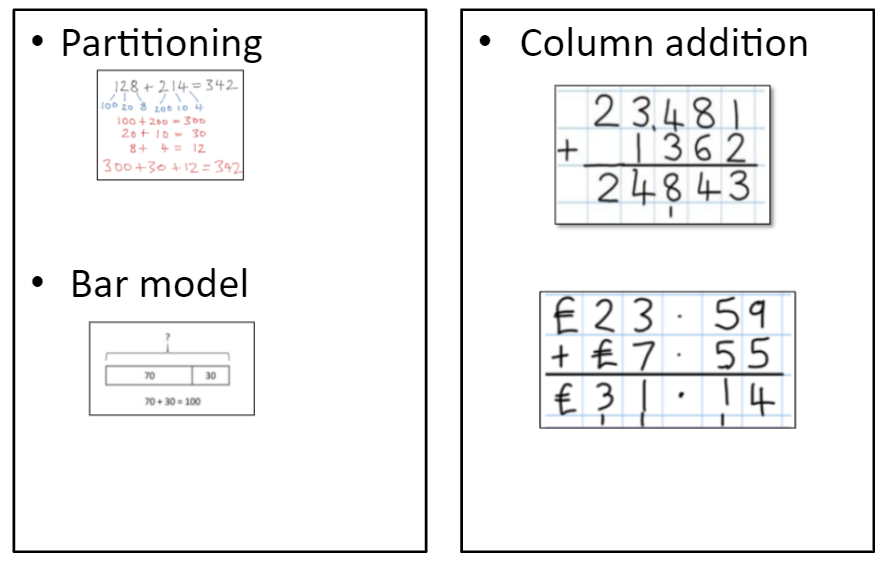 • Partitioning
128 + 214 = 342
100 20 8 200 10 4
100 + 200 = 300
20 + 10 = 30
8 + 4 = 12
300 + 30 + 12 = 342
• Bar model
?
70 30
70 + 30 = 100
• Column addition
23,481
+ 1362
24843
1
€23·59
+ €7·55
€31·14
1 1 1